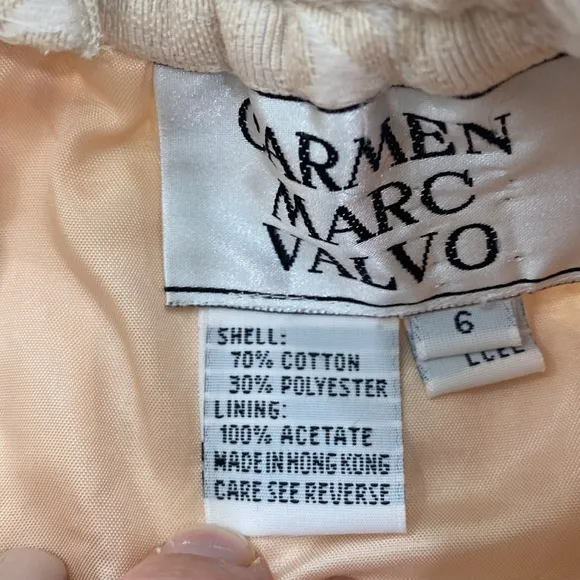 CARMEN
MARC
VALVO
6
SHELL:
70% COTTON
30% POLYESTER
LINING:
100% ACETATE
MADE IN HONG KONG
CARE SEE REVERSE